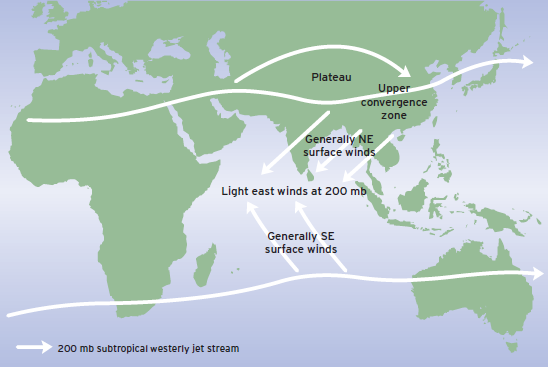 Plateau
Upper
convergence
zone
Generally NE
surface winds
Light east winds at 200 mb
Generally SE
surface winds
200 mb subtropical westerly jet stream